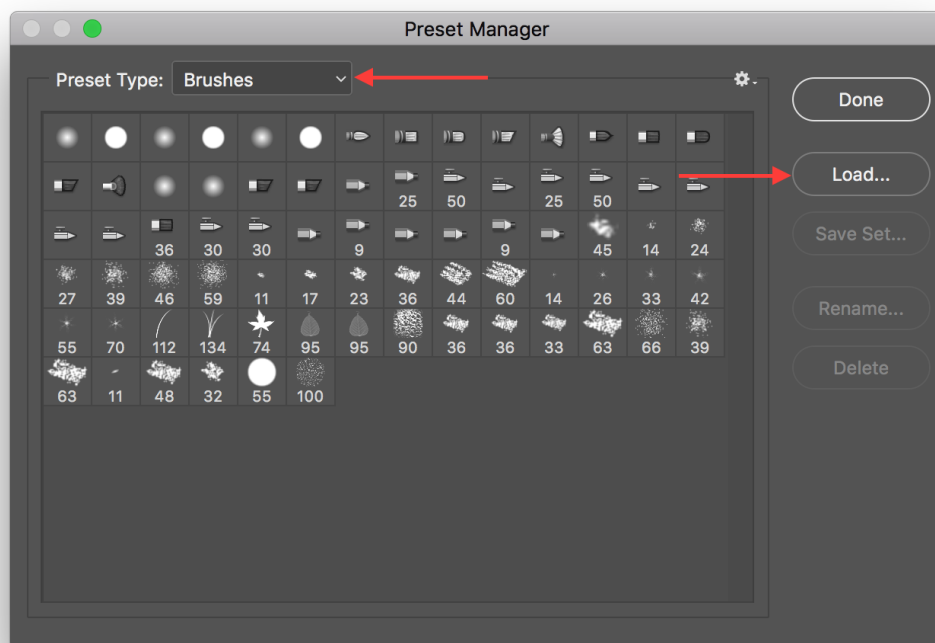 Preset Manager
Preset Type: Brushes
Done
Load...
25 50 25 50
Save Set...
36 30 30 9 9 45 14 24
27 39 46 59 11 17 23 36 44 60 14 26 33 42
Rename...
55 70 112 134 74 95 95 90 36 36 33 63 66 39
Delete
63 11 48 32 55 100